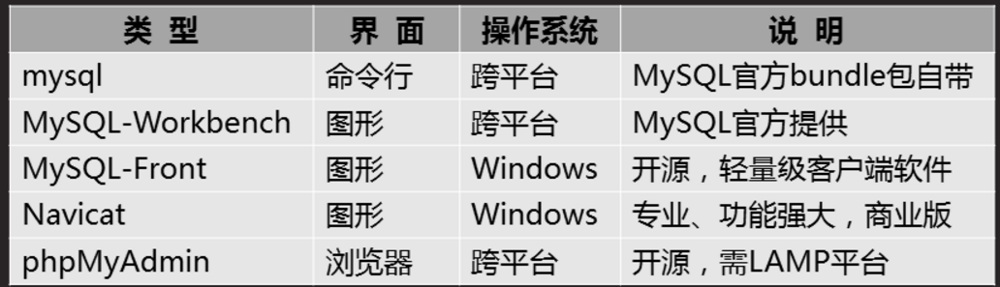 类 型 界 面 操作系统 说 明
mysql 命令行 跨平台 MySQL官方bundle包自带
MySQL-Workbench 图形 跨平台 MySQL官方提供
MySQL-Front 图形 Windows 开源，轻量级客户端软件
Navicat 图形 Windows 专业、功能强大，商业版
phpMyAdmin 浏览器 跨平台 开源，需LAMP平台